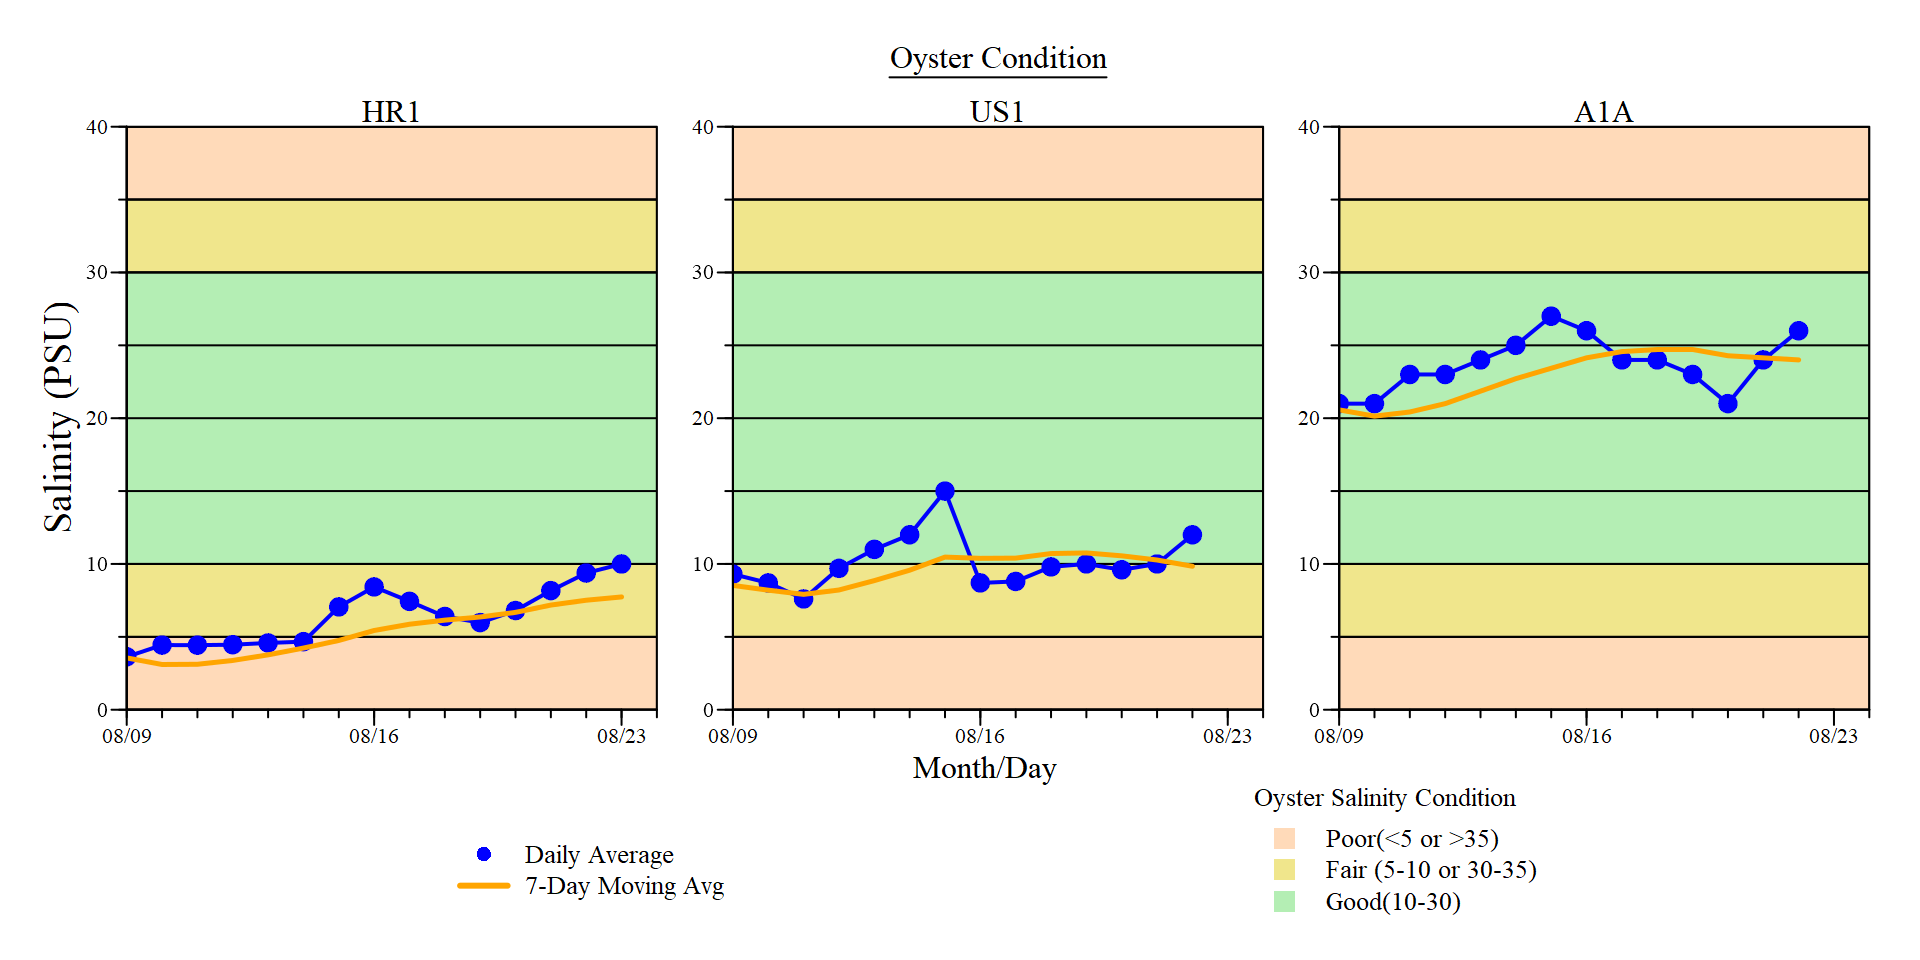 Oyster Condition
HR1
US1
A1A
Salinity (PSU)
40
30
20
10
0
08/09
08/16
08/23
40
30
20
10
0
08/09
08/16
08/23
40
30
20
10
0
08/09
08/16
08/23
Month/Day
Daily Average
7-Day Moving Avg
Oyster Salinity Condition
Poor(<5 or >35)
Fair (5-10 or 30-35)
Good(10-30)